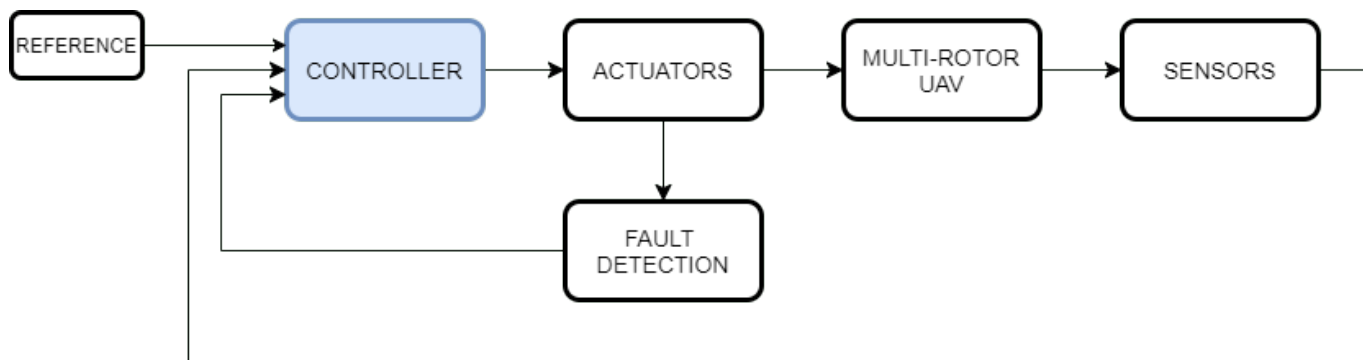 REFERENCE
CONTROLLER
ACTUATORS
MULTI-ROTOR
UAV
SENSORS
FAULT
DETECTION